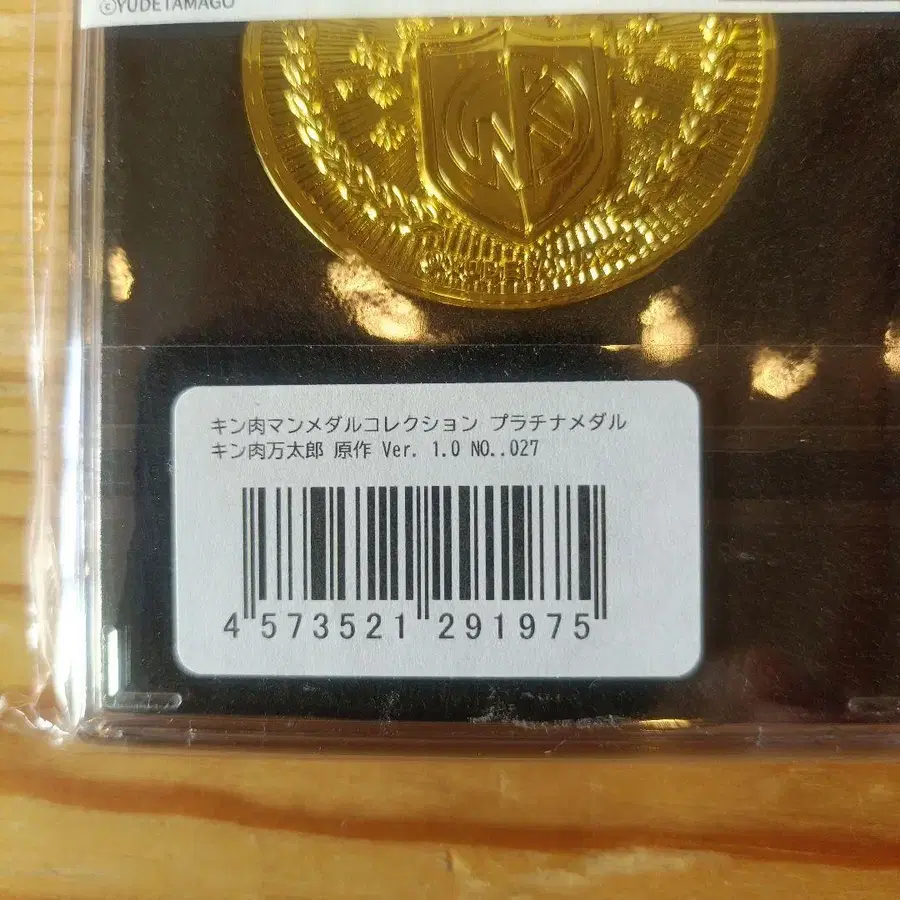 ©YUDETAMAGO
キン肉マンメダルコレクション プラチナメダル
キン肉万太郎 原作 Ver. 1.0 NO..027
4 573521 291975